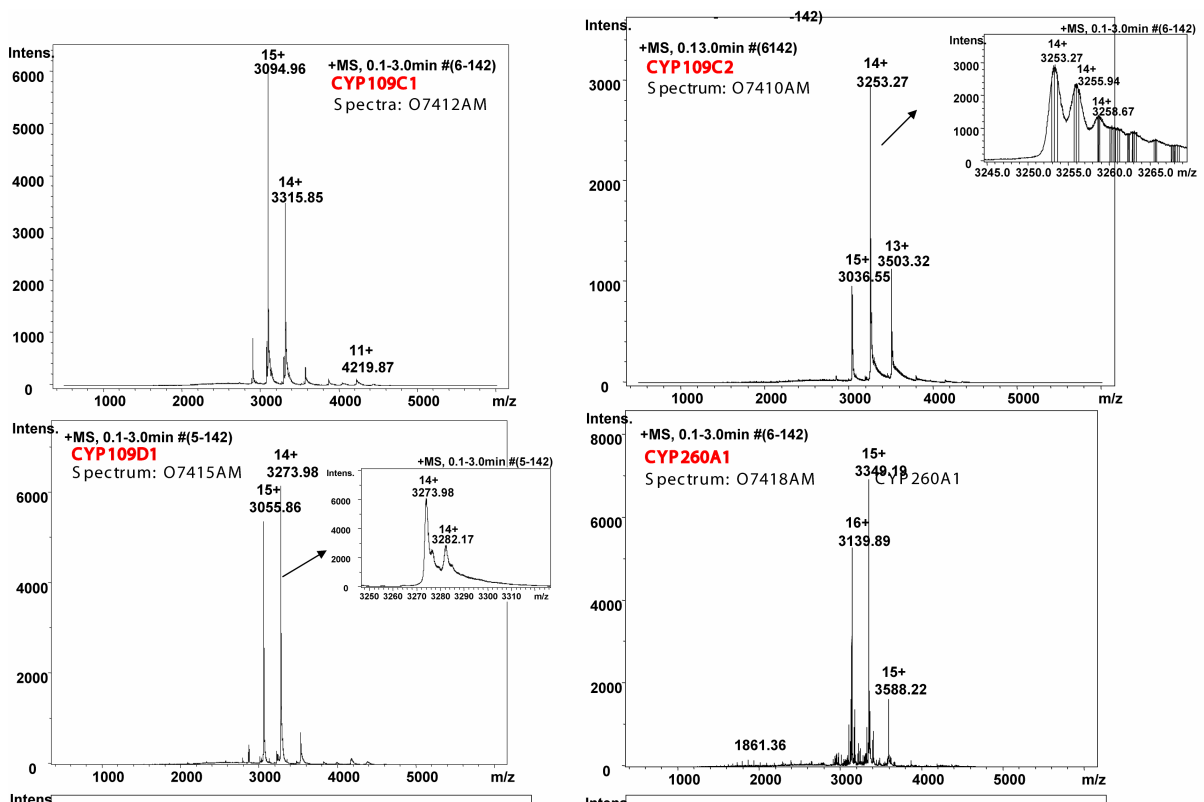 Intens.
15+
3094.96
+MS, 0.1-3.0min #(6-142)
CYP109C1
Spectra: O7412AM
6000
5000
4000
3000
2000
1000
0
14+
3315.85
11+
4219.87
1000 2000 3000 4000 5000 m/z
Intens.
- -142)
+MS, 0.13.0min #(6142)
CYP109C2
Spectrum: O7410AM
3000
2000
1000
0
14+
3253.27
15+
3036.55
13+
3503.32
1000 2000 3000 4000 5000 m/z
+MS, 0.1-3.0min #(6-142)
Intens.
3000
2000
1000
0
14+
3253.27
14+
3255.94
14+
3258.67
3245.0 3250.0 3255.0 3260.0 3265.0 m/z
Intens.
+MS, 0.1-3.0min #(5-142)
CYP109D1
Spectrum: O7415AM
6000
4000
2000
0
14+
3273.98
15+
3055.86
1000 2000 3000 4000 5000 m/z
+MS, 0.1-3.0min #(5-142)
Intens.
6000
4000
2000
0
14+
3273.98
14+
3282.17
3250 3260 3270 3280 3290 3300 3310 m/z
Intens.
+MS, 0.1-3.0min #(6-142)
CYP260A1
Spectrum: O7418AM
8000
6000
4000
2000
0
15+
3349.19
CYP260A1
16+
3139.89
15+
3588.22
1861.36
1000 2000 3000 4000 5000 m/z
Intens.
Intens.